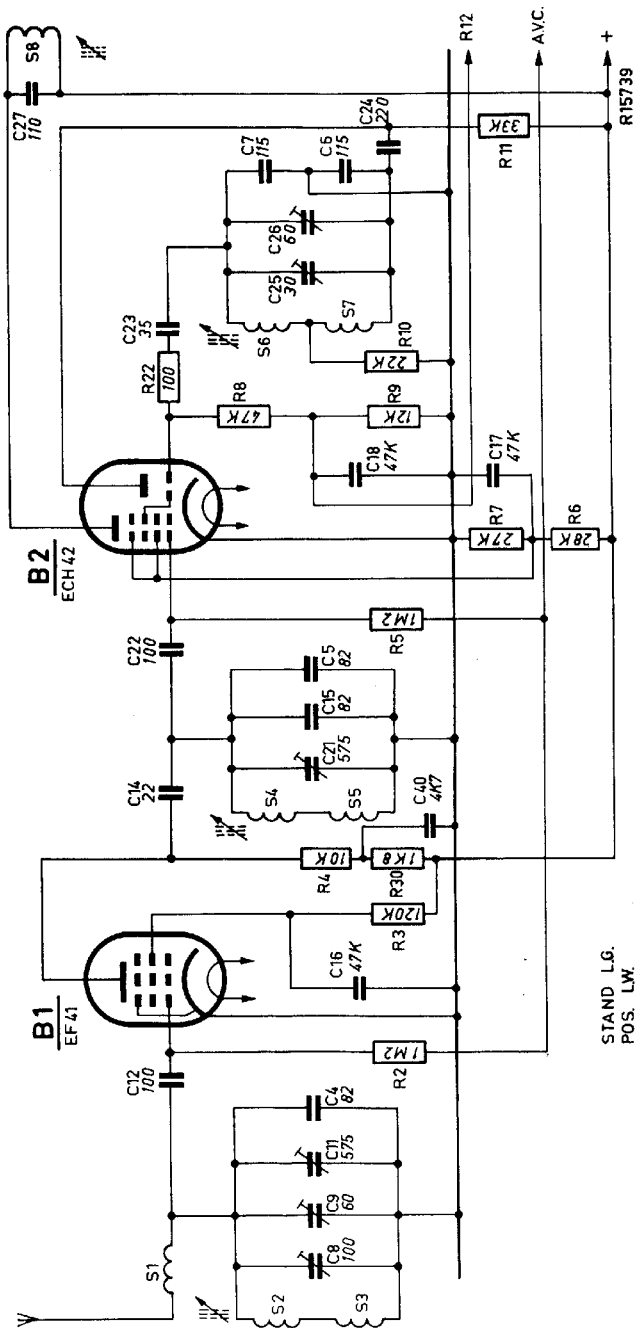 S1
S2
S3
C8
100
C9
60
C11
575
C4
82
C12
100
R2
1M2
B1
EF41
C16
47K
R3
120K
R4
10K
R30
1K8
C40
4K7
C14
22
S4
S5
C21
575
C15
82
C5
82
C22
100
R5
1M2
B2
ECH42
R7
27K
R6
28K
C17
47K
C18
47K
R8
47K
R9
12K
R22
100
C23
35
R10
22K
S6
S7
C25
30
C26
60
C7
115
C6
115
C24
220
R11
33K
C27
110
S8
R12
A.V.C.
+
R15739
STAND L.G.
POS. L.W.